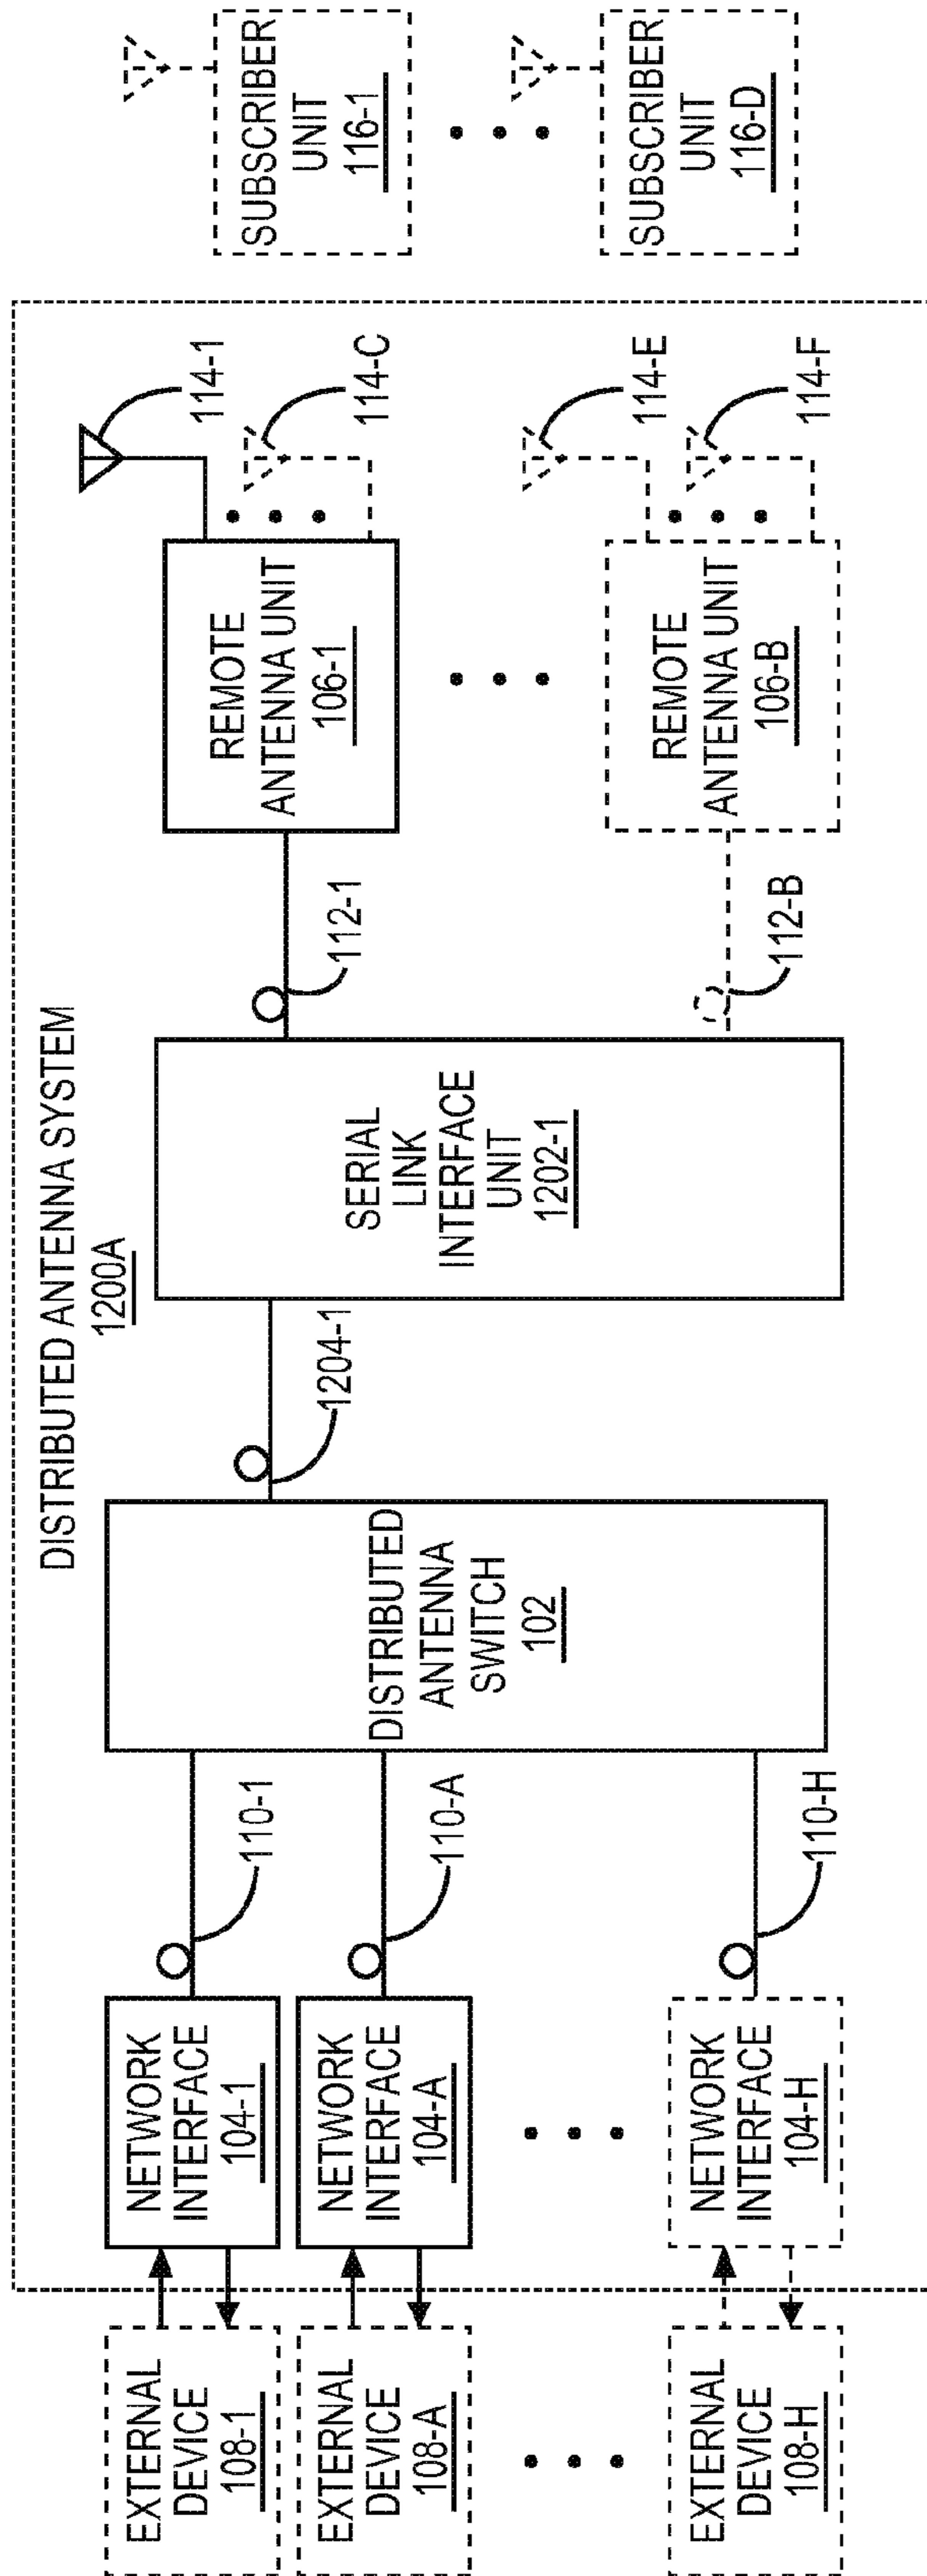 DISTRIBUTED ANTENNA SYSTEM
1200A
EXTERNAL
DEVICE
108-1
EXTERNAL
DEVICE
108-A
EXTERNAL
DEVICE
108-H
NETWORK
INTERFACE
104-1
NETWORK
INTERFACE
104-A
NETWORK
INTERFACE
104-H
110-1
110-A
110-H
DISTRIBUTED
ANTENNA
SWITCH
102
1204-1
SERIAL
LINK
INTERFACE
UNIT
1202-1
112-1
112-B
REMOTE
ANTENNA UNIT
106-1
REMOTE
ANTENNA UNIT
106-B
114-1
114-C
114-E
114-F
SUBSCRIBER
UNIT
116-1
SUBSCRIBER
UNIT
116-D